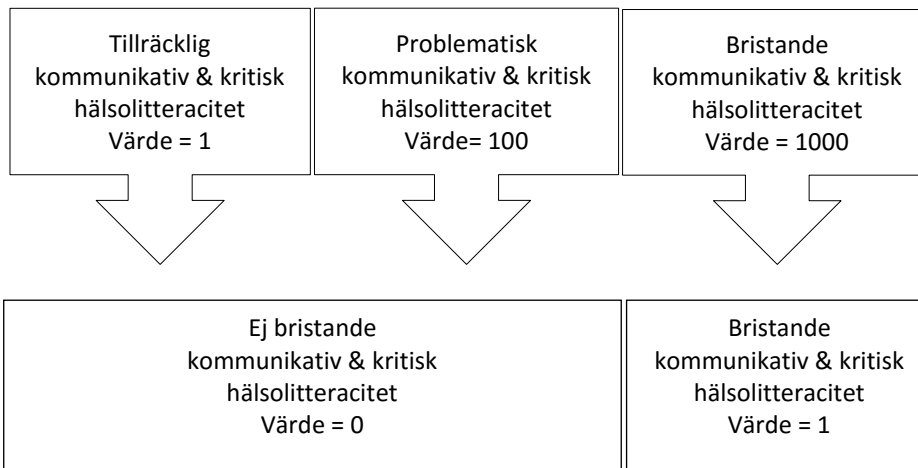 Tillräcklig
kommunikativ & kritisk
hälsolitteracitet
Värde = 1
Problematisk
kommunikativ & kritisk
hälsolitteracitet
Värde= 100
Bristande
kommunikativ & kritisk
hälsolitteracitet
Värde = 1000
Ej bristande
kommunikativ & kritisk
hälsolitteracitet
Värde = 0
Bristande
kommunikativ & kritisk
hälsolitteracitet
Värde = 1